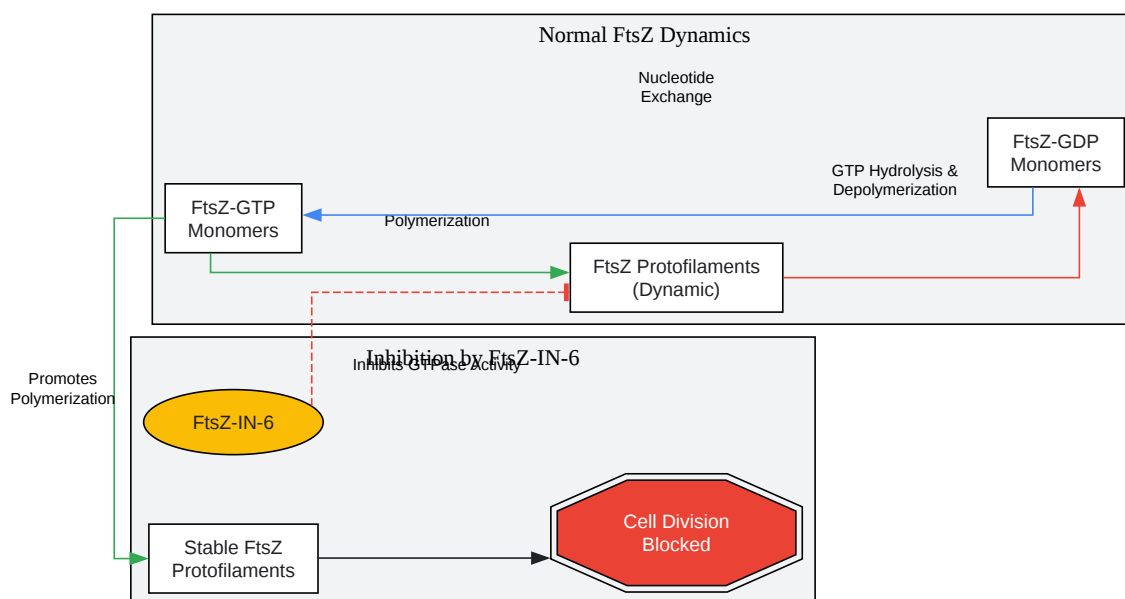 Normal FtsZ Dynamics
Nucleotide
Exchange
FtsZ-GDP
Monomers
GTP Hydrolysis &
Depolymerization
FtsZ-GTP
Monomers
Polymerization
FtsZ Protofilaments
(Dynamic)
Inhibition by FtsZ-IN-6
Inhibits GTPase Activity
Promotes
Polymerization
FtsZ-IN-6
Cell Division
Blocked
Stable FtsZ
Protofilaments